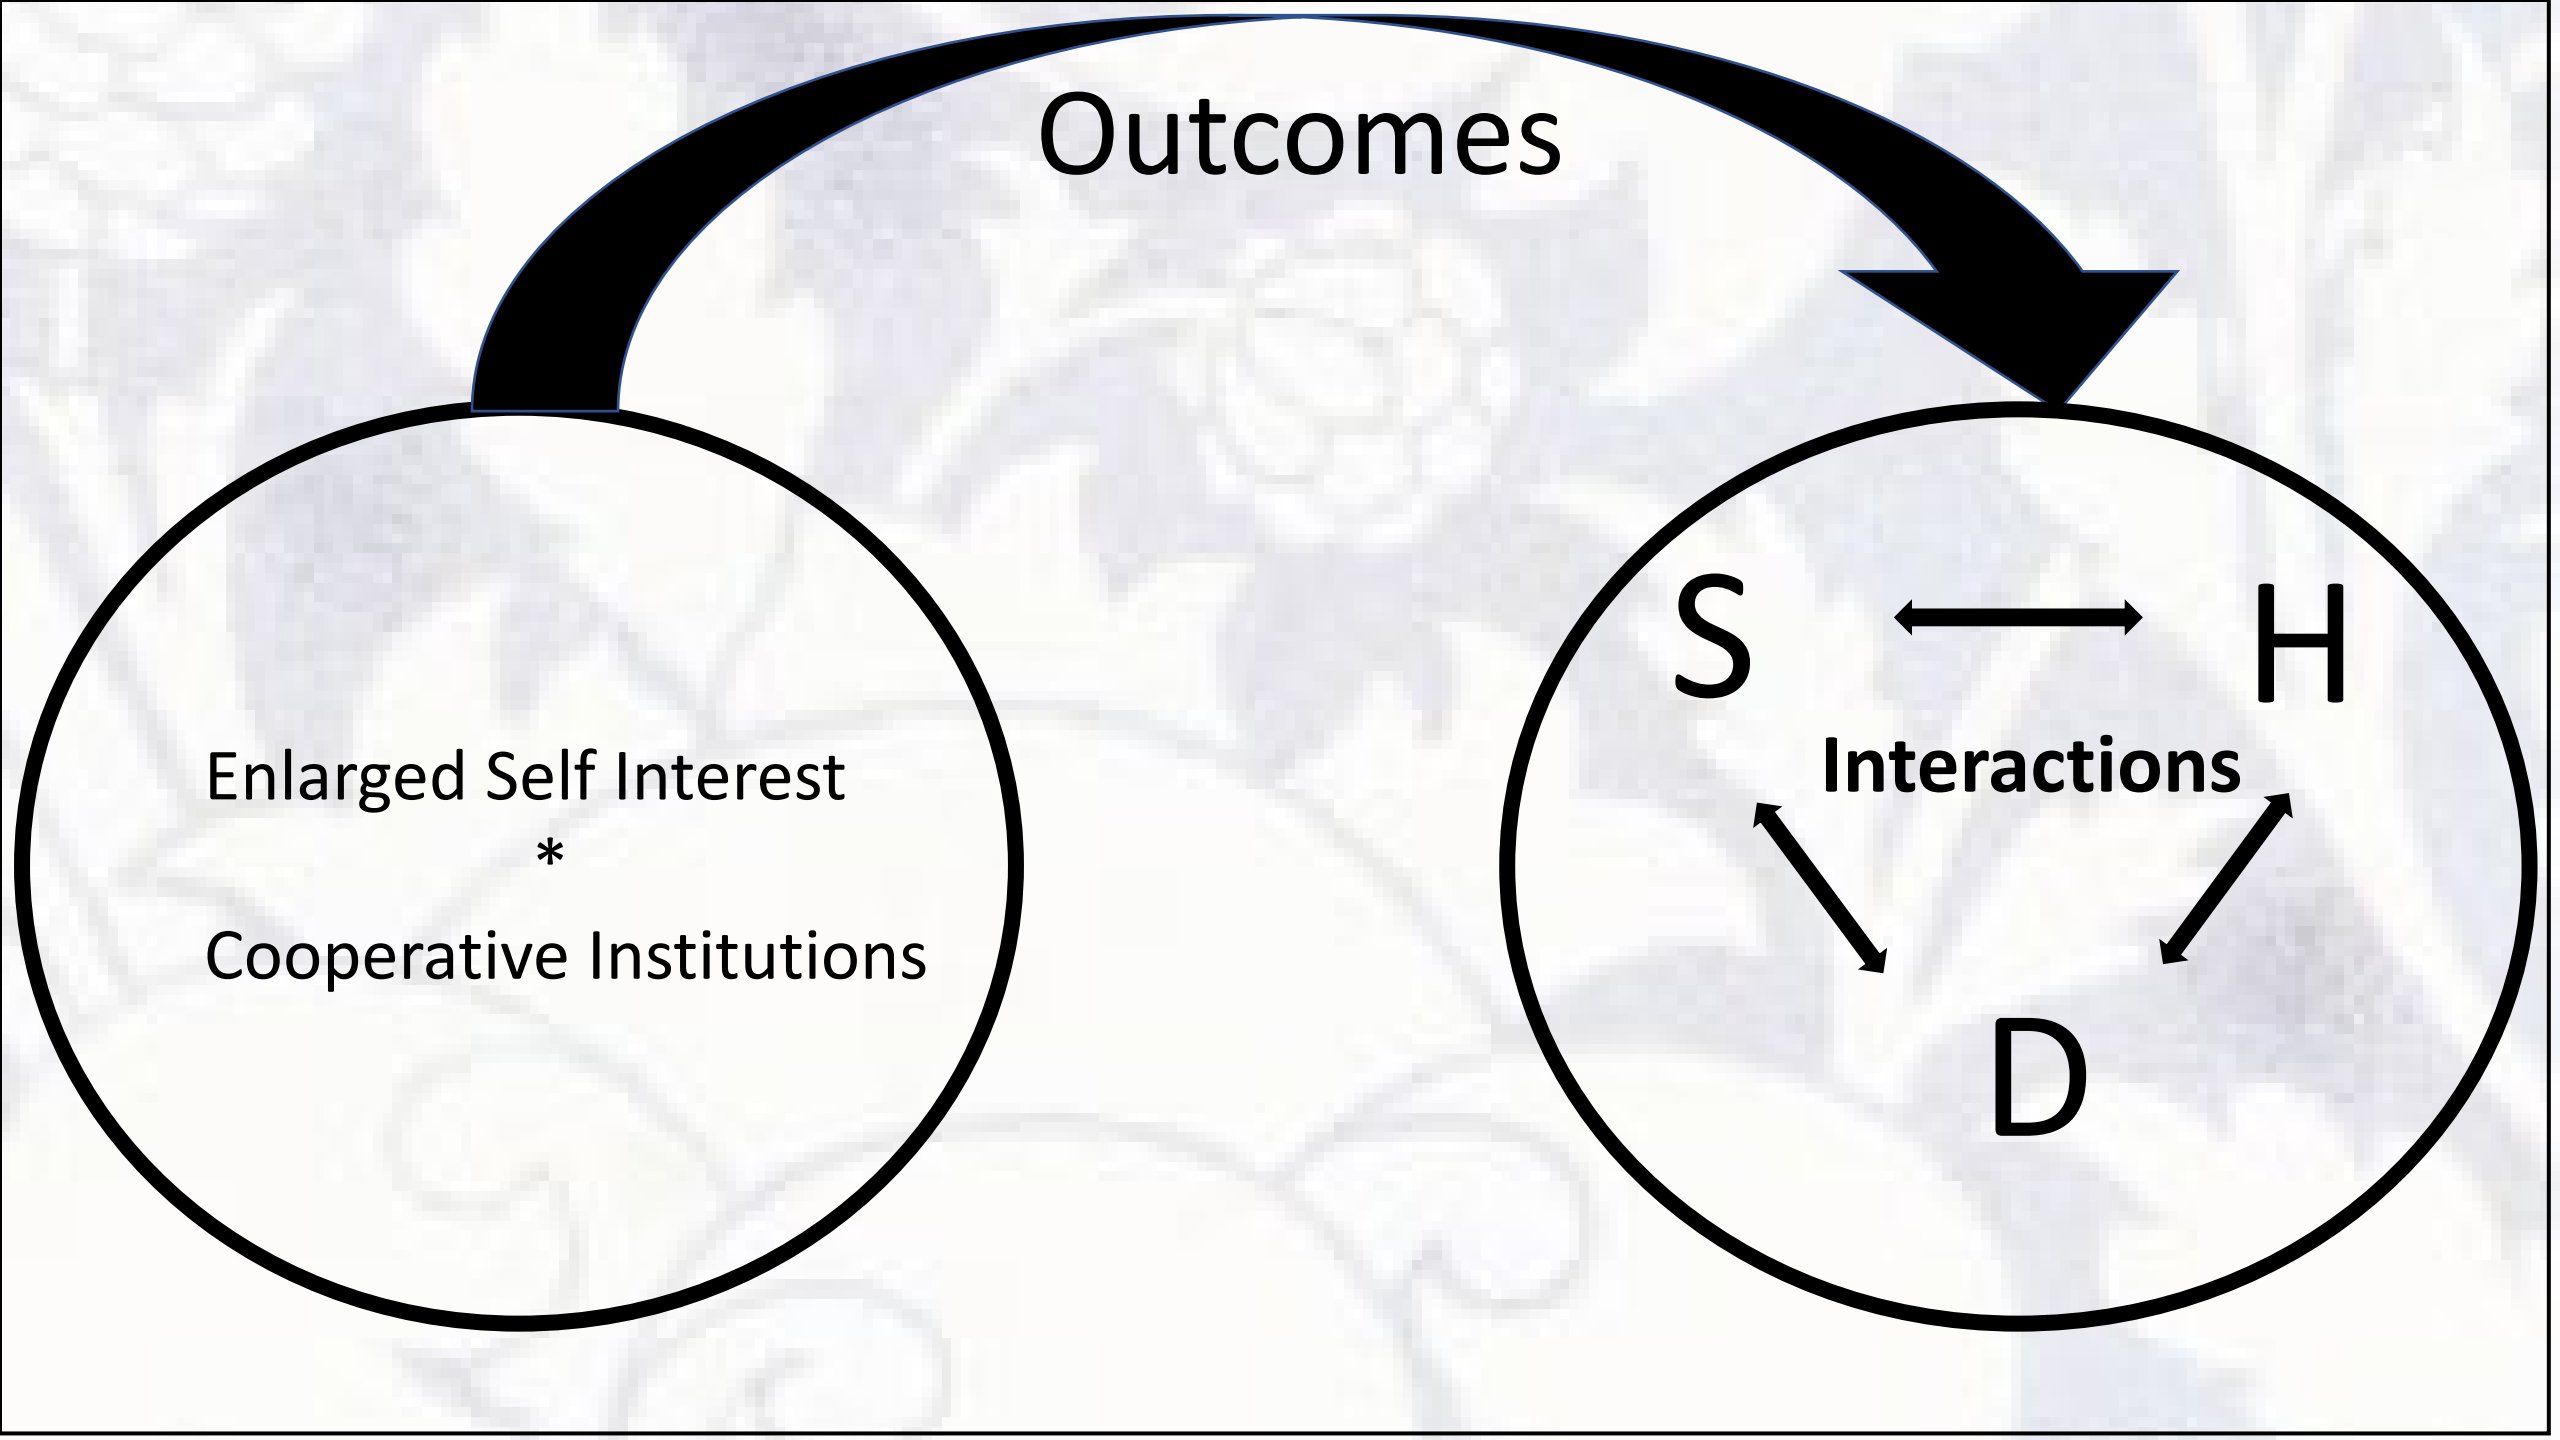 Outcomes
Enlarged Self Interest
*
Cooperative Institutions
S H
Interactions
D